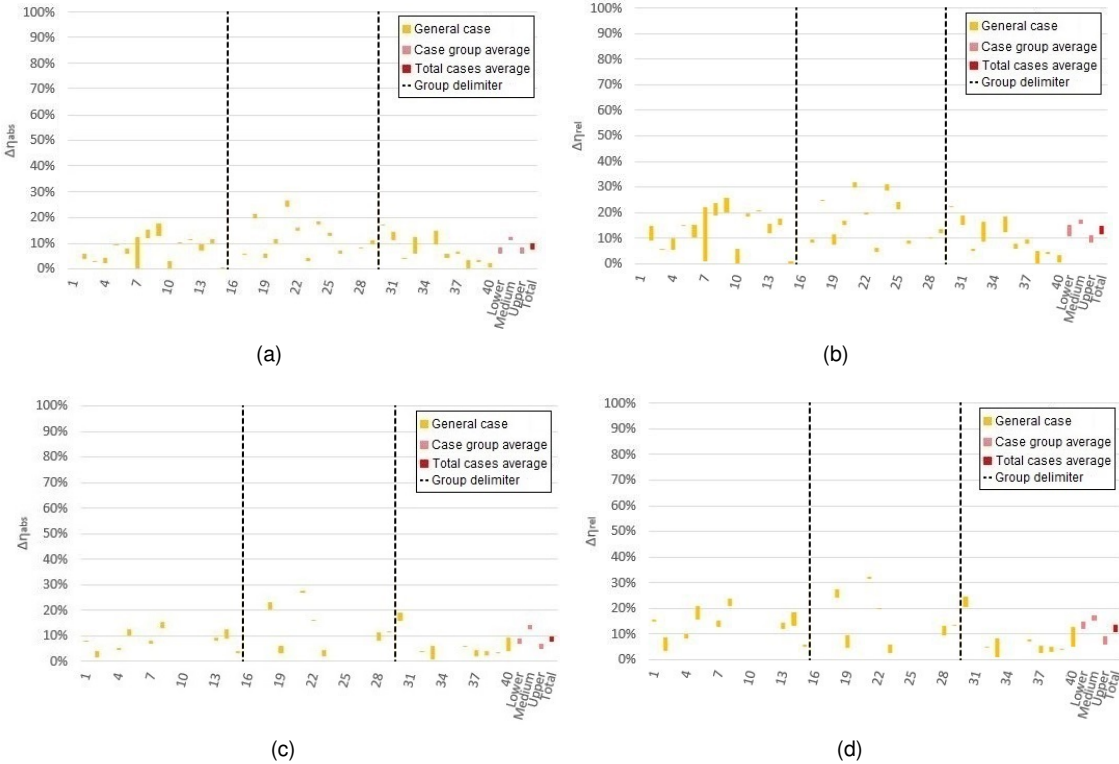 100%
90%
80%
70%
60%
50%
40%
30%
20%
10%
0%
Δηabs
General case
Case group average
Total cases average
Group delimiter
1 4 7 10 13 16 19 22 25 28 31 34 37 40 Lower Medium Upper Total
(a)
100%
90%
80%
70%
60%
50%
40%
30%
20%
10%
0%
Δηrel
General case
Case group average
Total cases average
Group delimiter
1 4 7 10 13 16 19 22 25 28 31 34 37 40 Lower Medium Upper Total
(b)
100%
90%
80%
70%
60%
50%
40%
30%
20%
10%
0%
Δηabs
General case
Case group average
Total cases average
Group delimiter
1 4 7 10 13 16 19 22 25 28 31 34 37 40 Lower Medium Upper Total
(c)
100%
90%
80%
70%
60%
50%
40%
30%
20%
10%
0%
Δηrel
General case
Case group average
Total cases average
Group delimiter
1 4 7 10 13 16 19 22 25 28 31 34 37 40 Lower Medium Upper Total
(d)